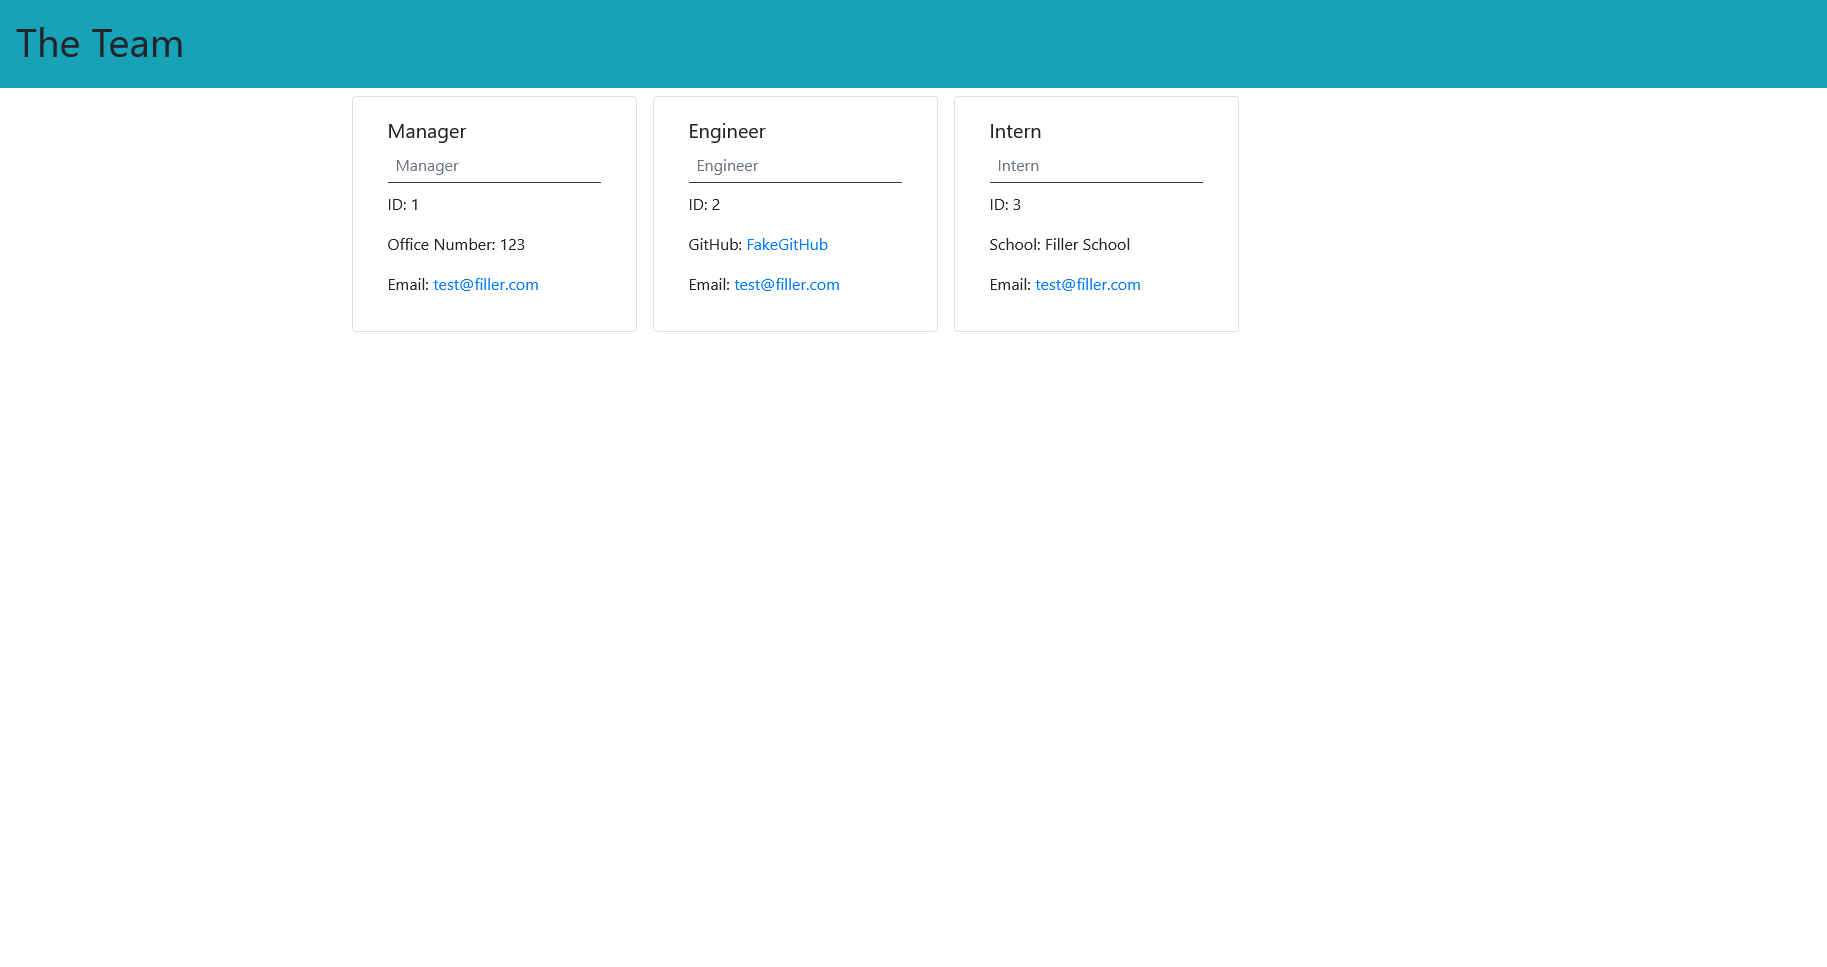 The Team
Manager
Manager
ID: 1
Office Number: 123
Email: test@filler.com
Engineer
Engineer
ID: 2
GitHub: FakeGitHub
Email: test@filler.com
Intern
Intern
ID: 3
School: Filler School
Email: test@filler.com